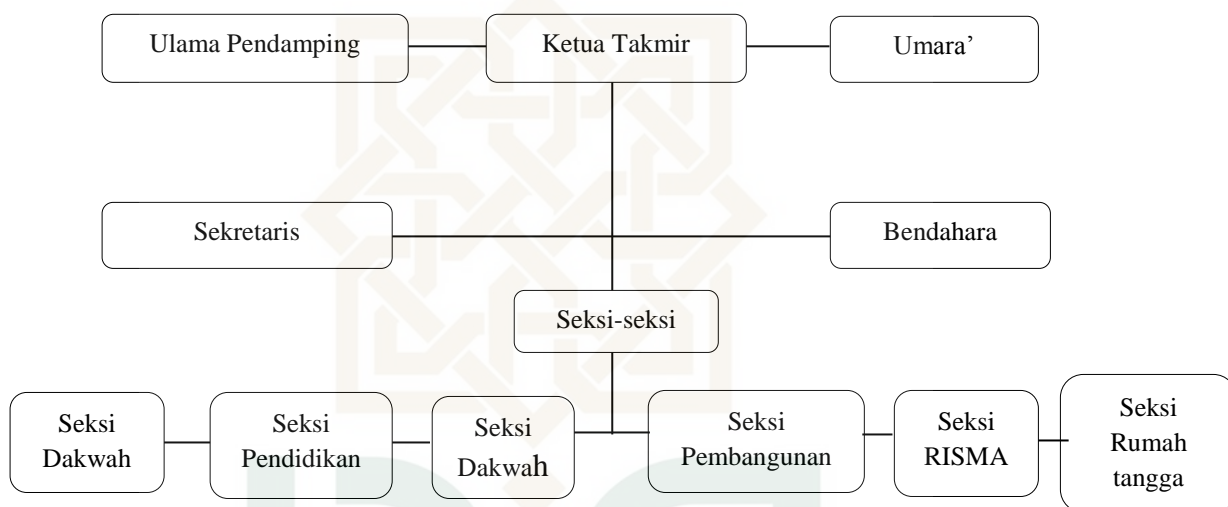 Ulama Pendamping
Ketua Takmir
Umara’
Sekretaris
Bendahara
Seksi-seksi
Seksi
Dakwah
Seksi
Pendidikan
Seksi
Dakwah
Seksi
Pembangunan
Seksi
RISMA
Seksi
Rumah
tangga